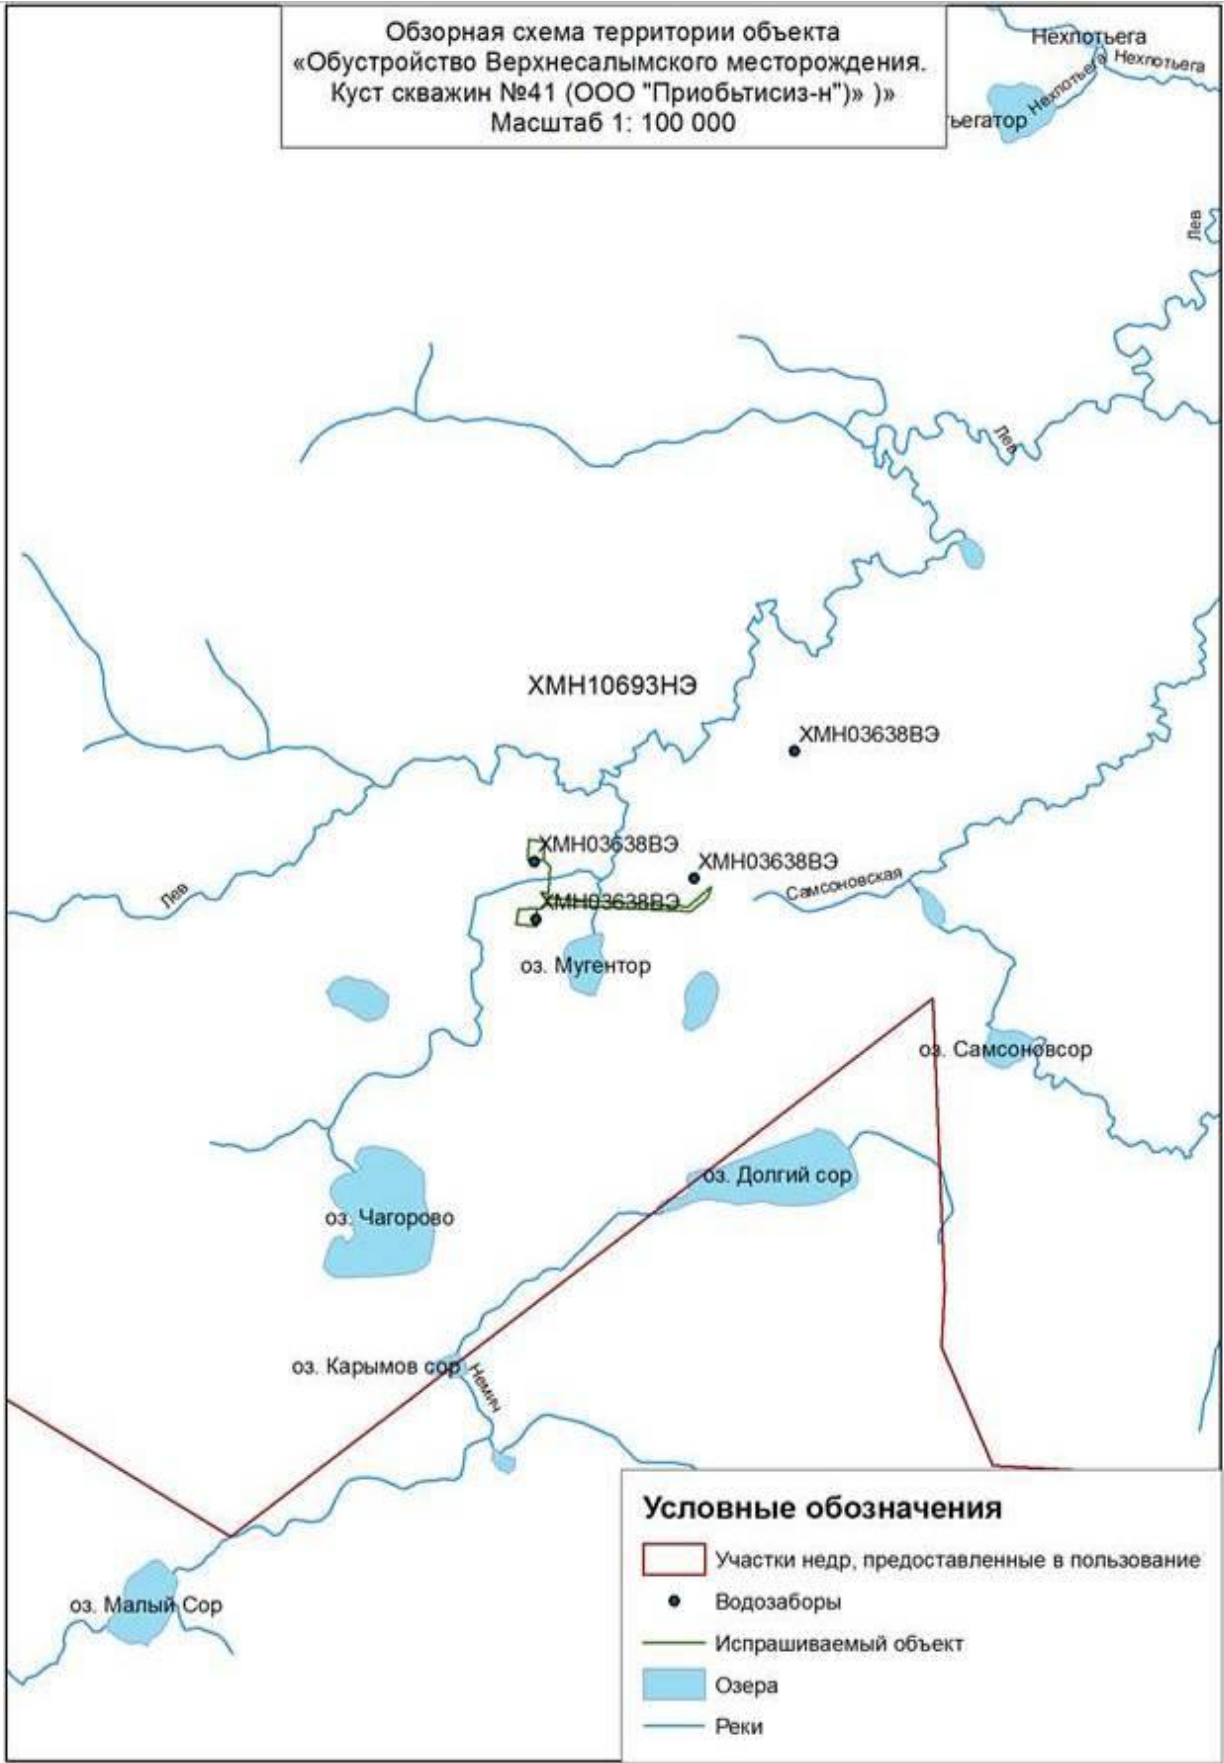 Обзорная схема территории объекта
«Обустройство Верхнесалымского месторождения.
Куст скважин №41 (ООО "Приобьтисиз-н")» )»
Масштаб 1: 100 000
Нехпотьега
Нехпотьега
Нехпотьега
ьегатор
Лев
Лев
ХМН10693НЭ
ХМН03638ВЭ
ХМН03638ВЭ
ХМН03638ВЭ
Самсоновская
Лев
ХМН03638ВЭ
оз. Мугентор
оз. Самсоновсор
оз. Долгий сор
оз. Чагорово
оз. Карымов сор
Немич
оз. Малый Сор
Условные обозначения
Участки недр, предоставленные в пользование
Водозаборы
Испрашиваемый объект
Озера
Реки